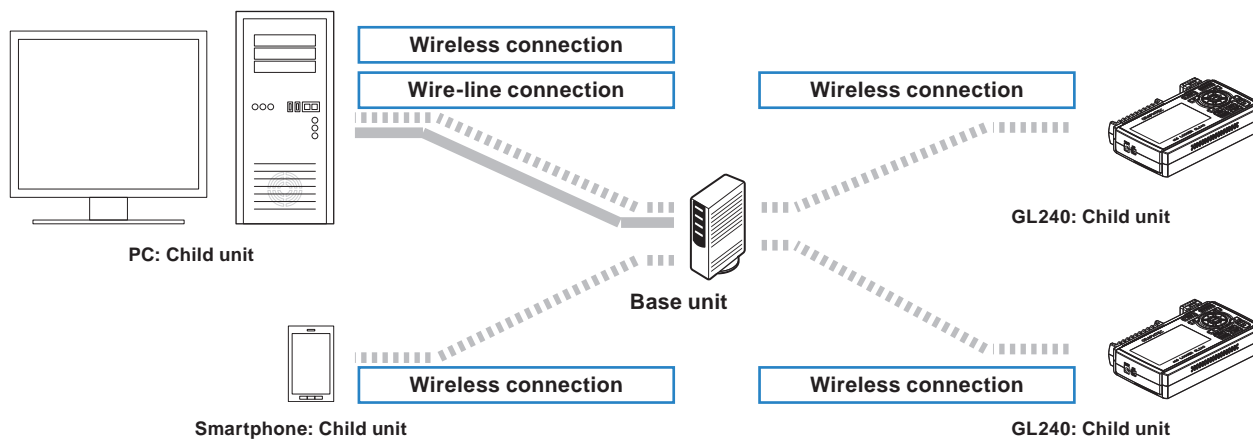 Wireless connection
Wire-line connection
Wireless connection
GL240: Child unit
PC: Child unit
Base unit
Wireless connection
Wireless connection
Smartphone: Child unit
GL240: Child unit